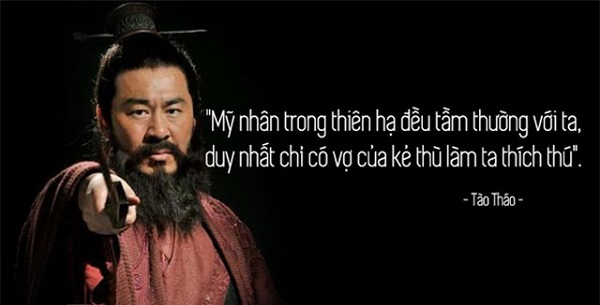 "Mỹ nhân trong thiên hạ đều tầm thường với ta,
duy nhất chỉ có vợ của kẻ thù làm ta thích thú".
- Tào Tháo -